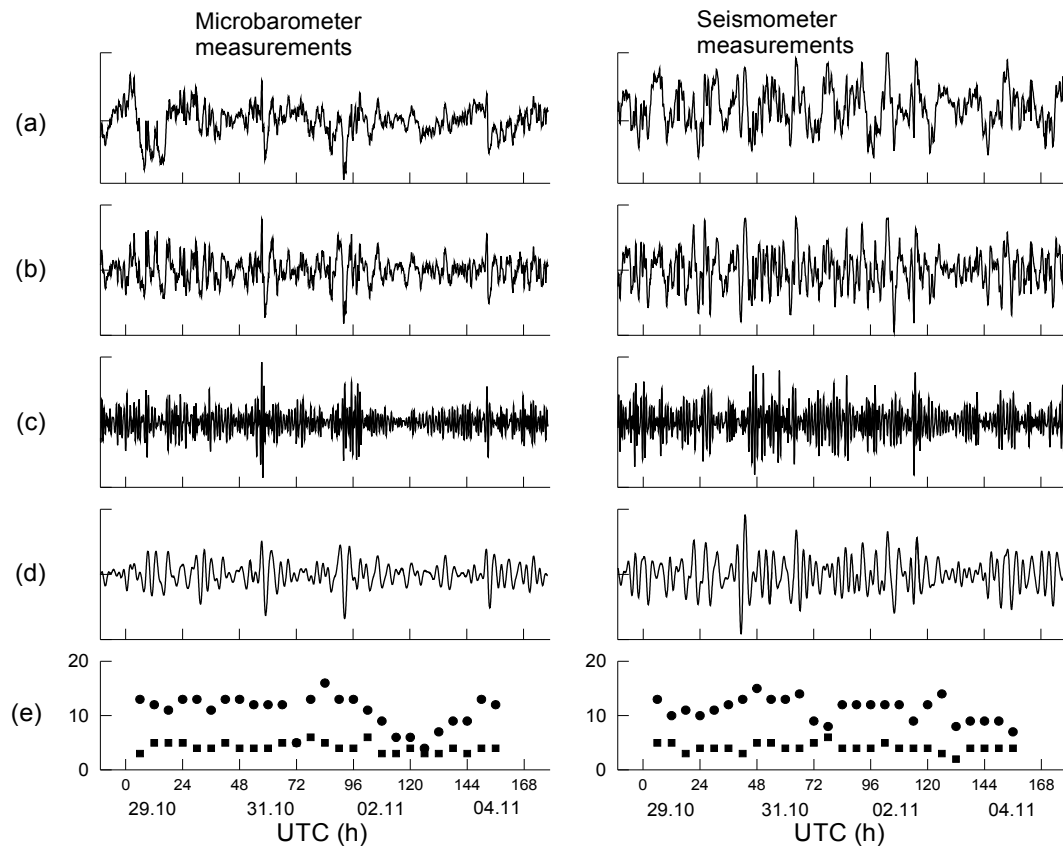 Microbarometer
measurements
Seismometer
measurements
(a)
(b)
(c)
(d)
(e)
20
10
0
20
10
0
0 24 48 72 96 120 144 168
0 24 48 72 96 120 144 168
29.10 31.10 02.11 04.11
29.10 31.10 02.11 04.11
UTC (h)
UTC (h)